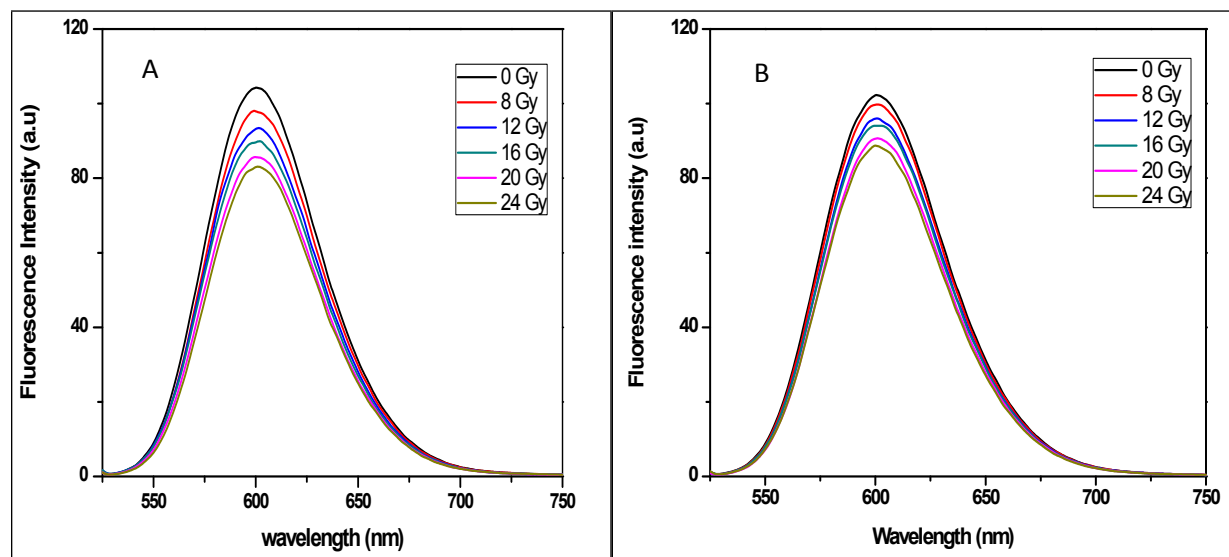 A
120
80
40
0
Fluorescence Intensity (a.u)
0 Gy
8 Gy
12 Gy
16 Gy
20 Gy
24 Gy
550 600 650 700 750
wavelength (nm)
B
120
80
40
0
Fluorescence intensity (a.u)
0 Gy
8 Gy
12 Gy
16 Gy
20 Gy
24 Gy
550 600 650 700 750
Wavelength (nm)